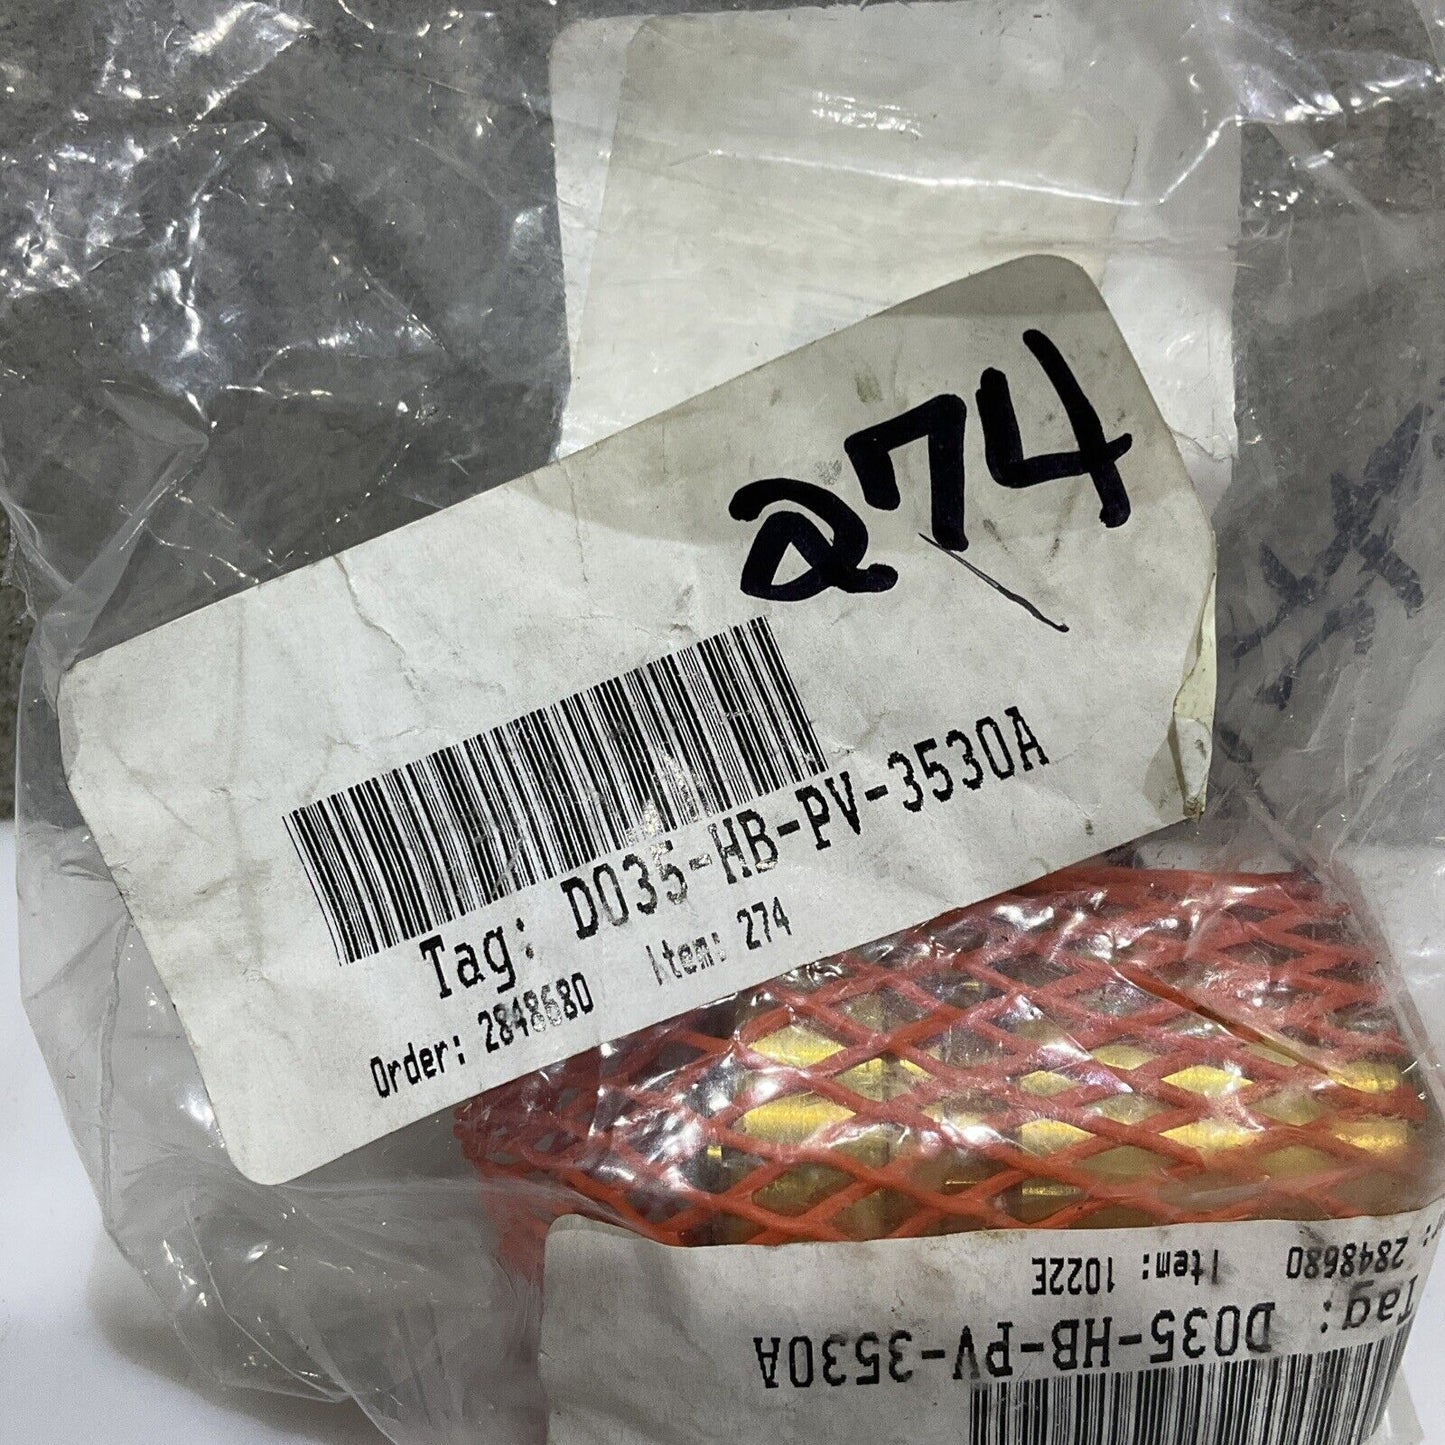 274
Tag: D035-HB-PV-3530A
Order: 2848680 Item: 274
: 2848680 Item: 1022E
Tag: D035-HB-PV-3530A